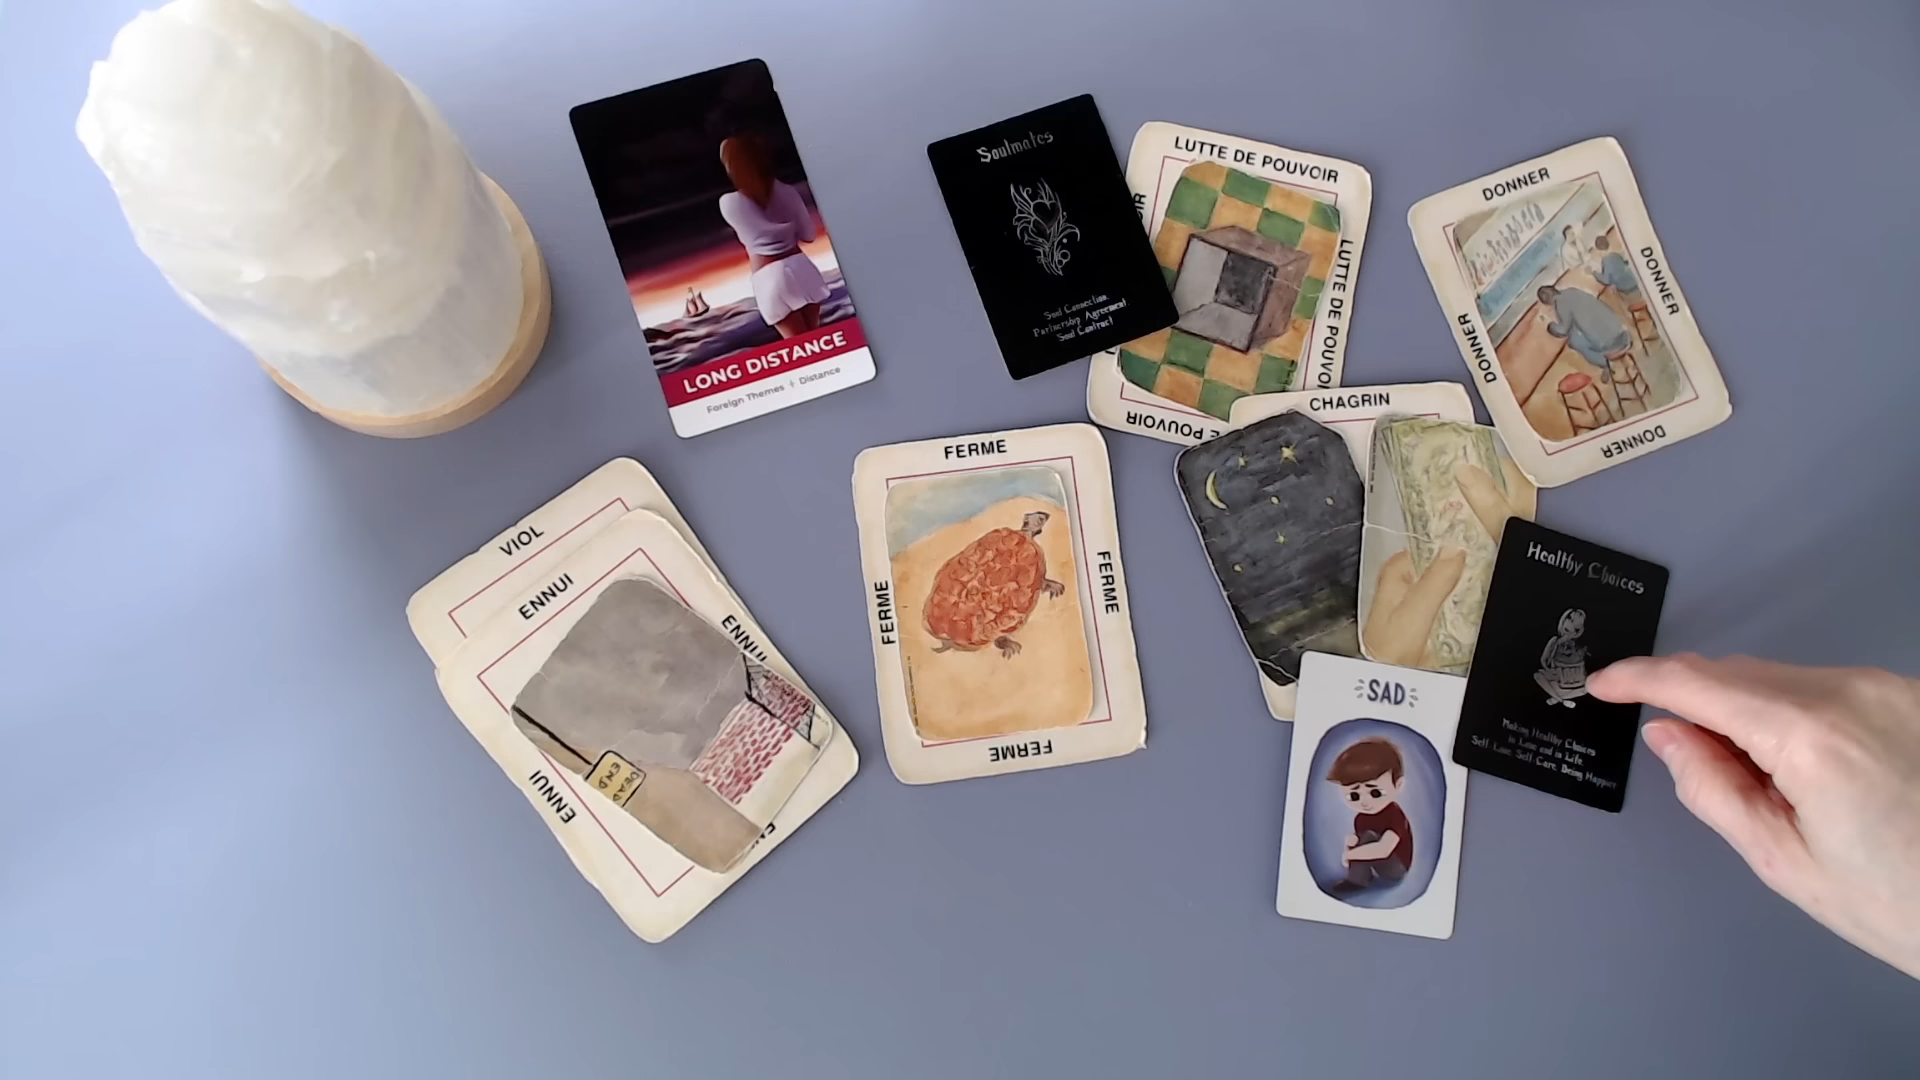 LONG DISTANCE
Foreign Themes + Distance
Soulmates
Soul Connection,
Partnership Agreement
Soul Contract
LUTTE DE POUVOIR
LUTTE DE POUVOIR
E POUVOIR
OIR
DONNER
DONNER
DONNER
DONNER
CHAGRIN
FERME
FERME
FERME
FERME
VIOL
ENNUI
ENNUI
ENNUI
DEAD
END
SAD
Healthy Choices
Making Healthy Choices
in Love and in Life,
Self Love, Self Care, Being Happier